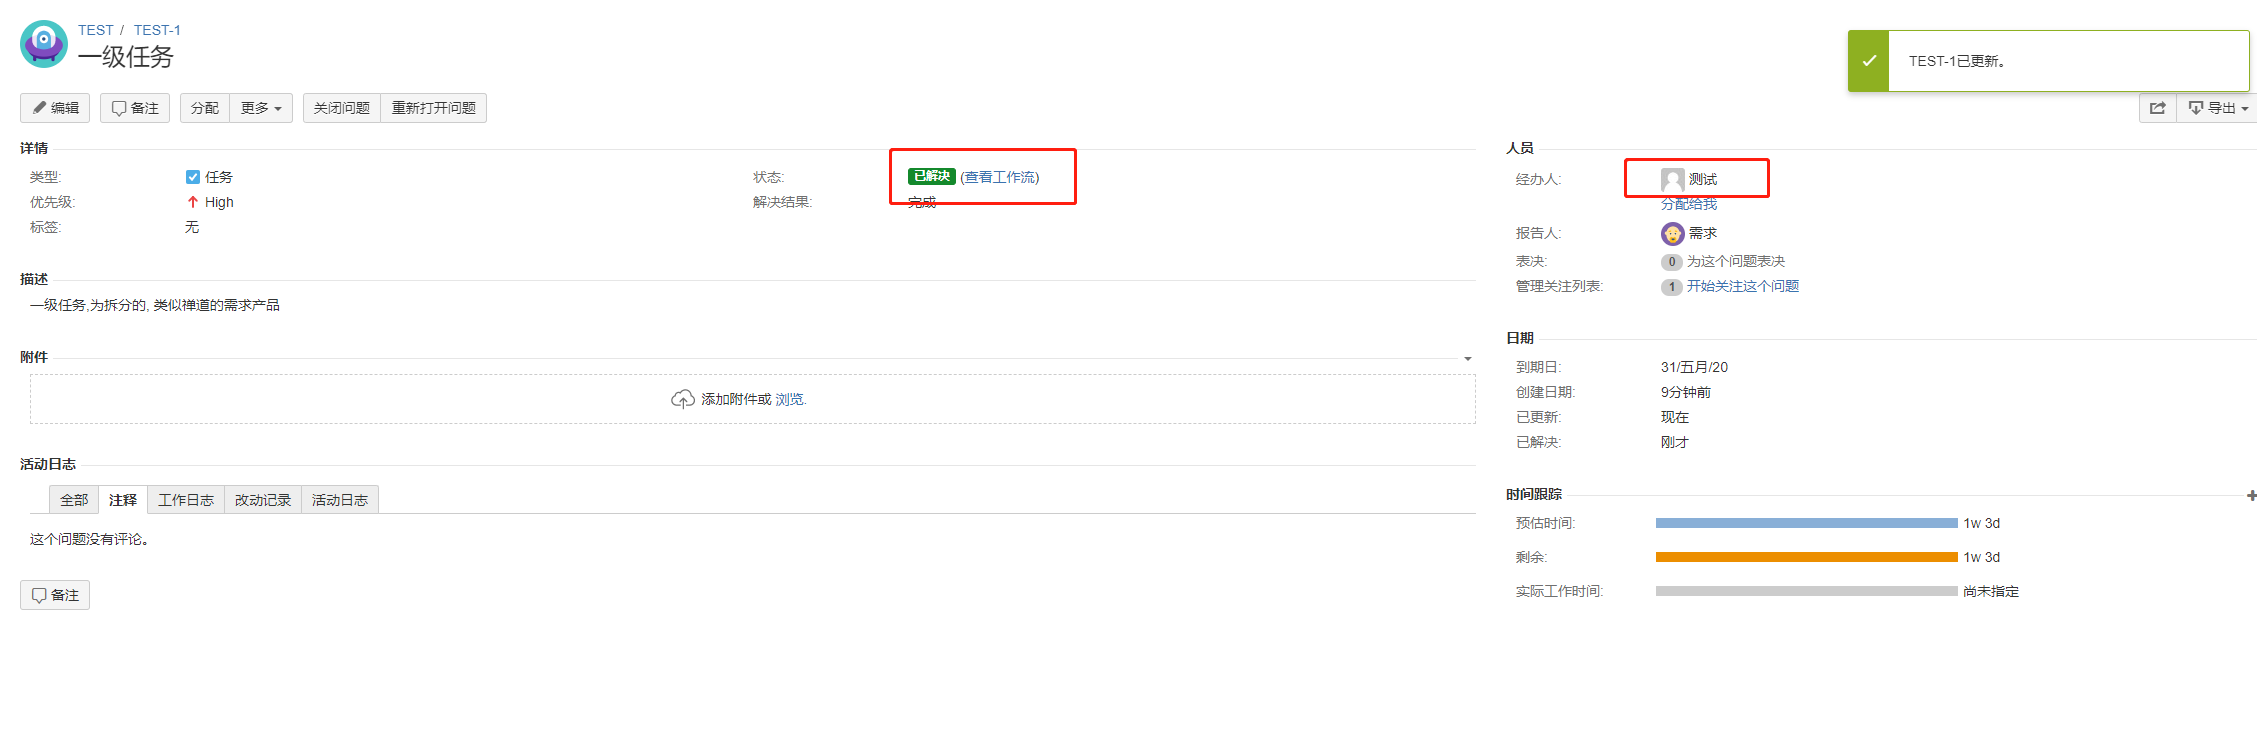 TEST / TEST-1
一级任务
TEST-1已更新。
编辑 备注 分配 更多 关闭问题 重新打开问题 导出
详情
类型: 任务 状态: 已解决 (查看工作流)
优先级: High 解决结果: 完成
标签: 无
描述
一级任务,为拆分的, 类似禅道的需求产品
附件
添加附件或 浏览.
活动日志
全部 注释 工作日志 改动记录 活动日志
这个问题没有评论。
备注
人员
经办人: 测试
分配给我
报告人: 需求
表决: 0 为这个问题表决
管理关注列表: 1 开始关注这个问题
日期
到期日: 31/五月/20
创建日期: 9分钟前
已更新: 现在
已解决: 刚才
时间跟踪
预估时间: 1w 3d
剩余: 1w 3d
实际工作时间: 尚未指定